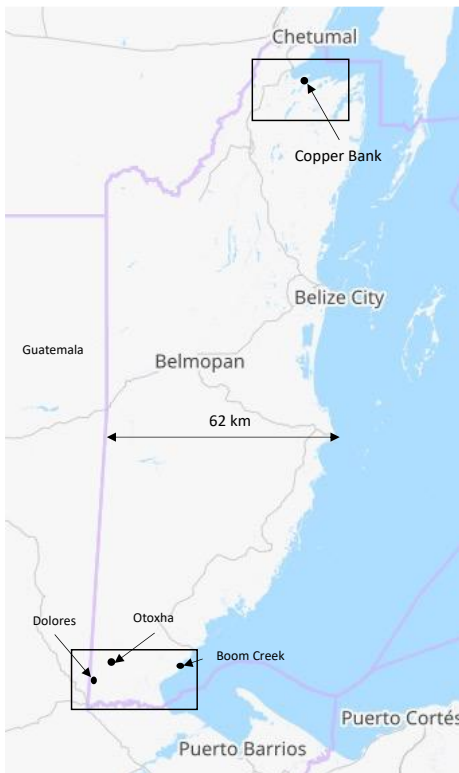 Chetumal
Copper Bank
Belize City
Guatemala
Belmopan
62 km
Dolores
Otoxha
Boom Creek
Puerto Cortés
Puerto Barrios